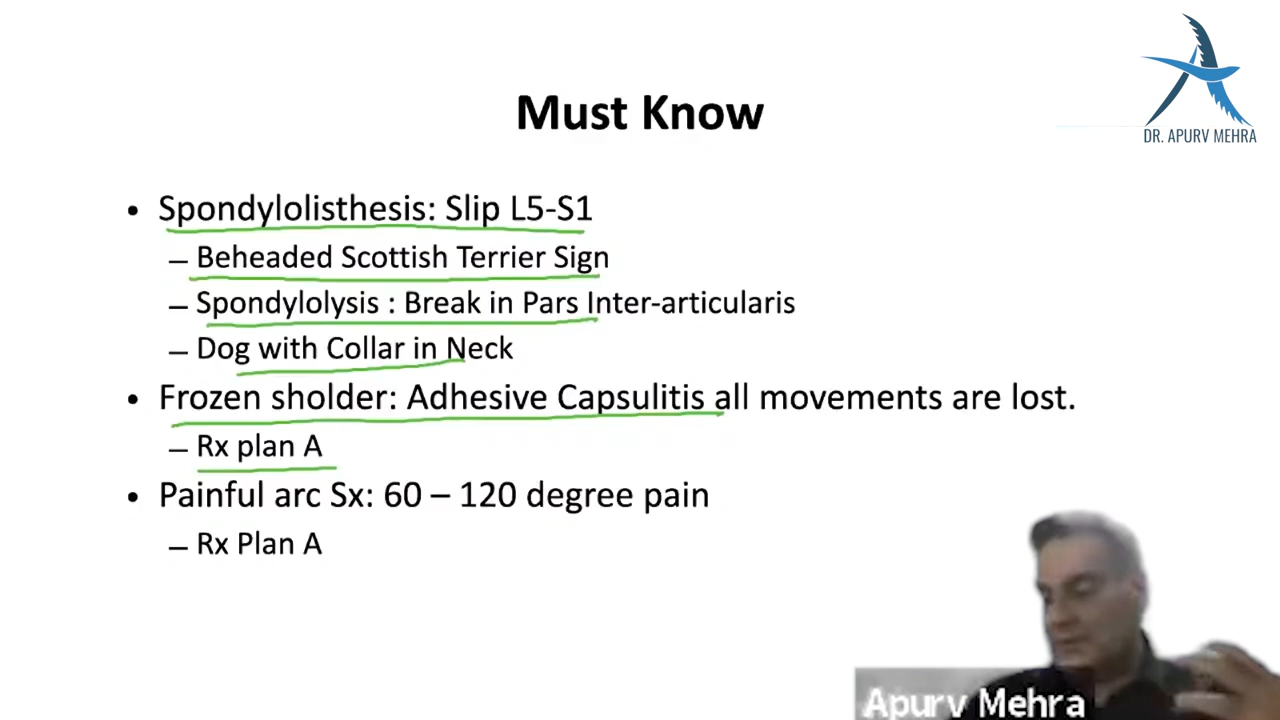 DR. APURV MEHRA
Must Know
• Spondylolisthesis: Slip L5-S1
– Beheaded Scottish Terrier Sign
– Spondylolysis : Break in Pars Inter-articularis
– Dog with Collar in Neck
• Frozen sholder: Adhesive Capsulitis all movements are lost.
– Rx plan A
• Painful arc Sx: 60 – 120 degree pain
– Rx Plan A
Apurv Mehra